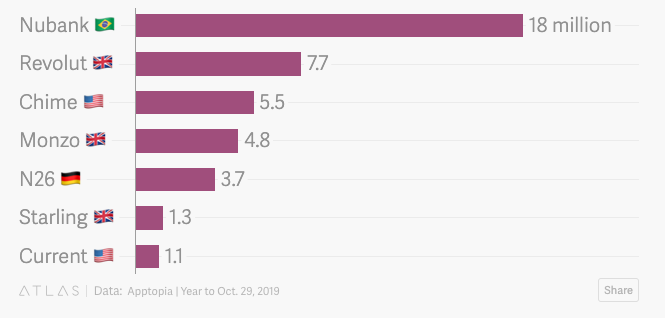 Nubank 18 million
Revolut 7.7
Chime 5.5
Monzo 4.8
N26 3.7
Starling 1.3
Current 1.1
ATLAS | Data: Apptopia | Year to Oct. 29, 2019 Share